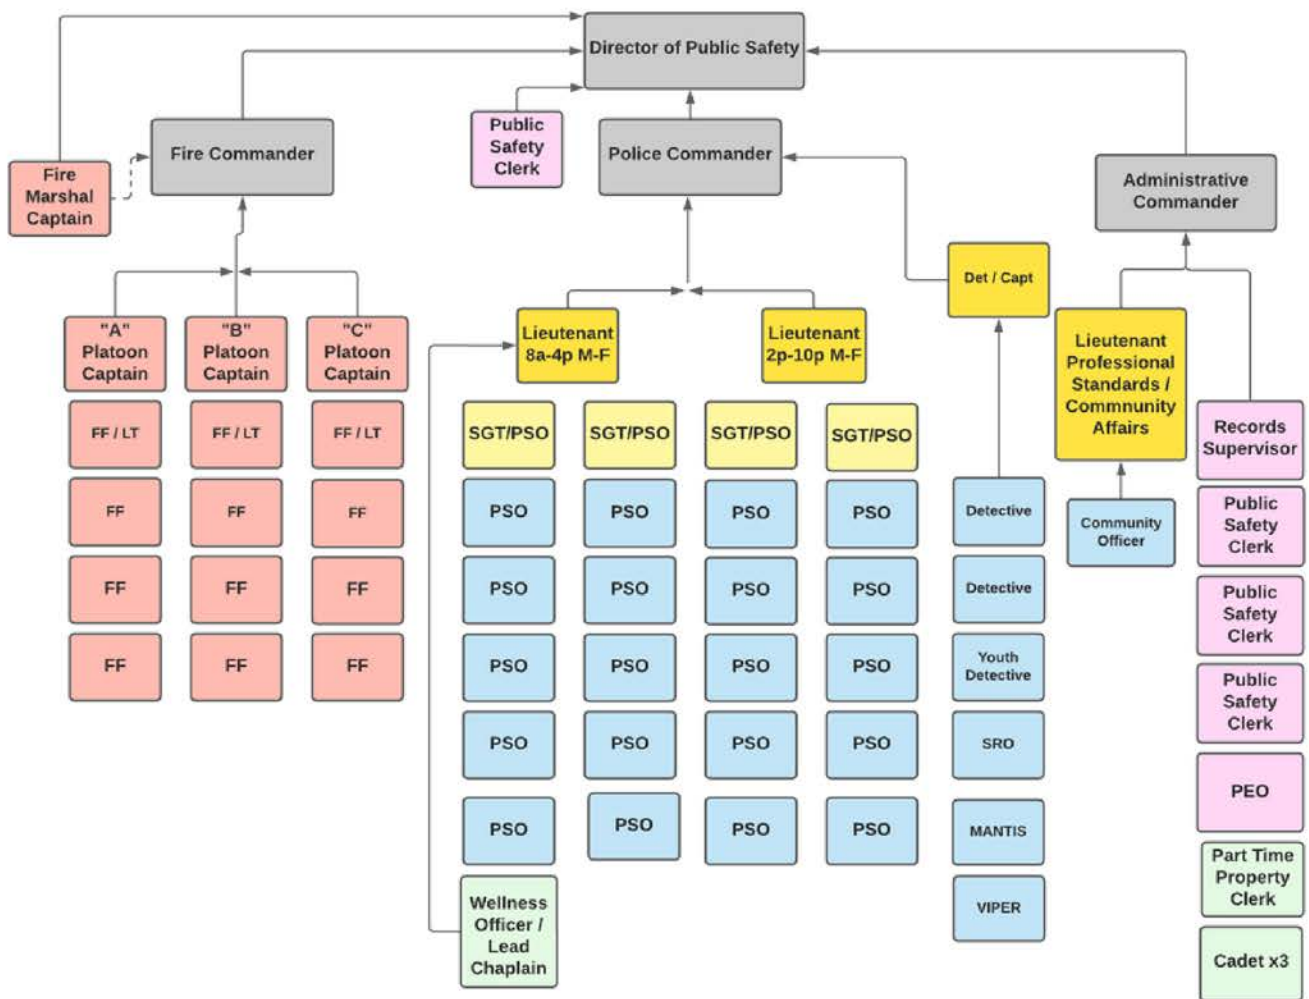 Director of Public Safety
Public
Safety
Clerk
Fire Commander
Police Commander
Fire
Marshal
Captain
Administrative
Commander
Det / Capt
"A"
Platoon
Captain
"B"
Platoon
Captain
"C"
Platoon
Captain
Lieutenant
8a-4p M-F
Lieutenant
2p-10p M-F
Lieutenant
Professional
Standards /
Commnunity
Affairs
FF / LT
FF / LT
FF / LT
SGT/PSO
SGT/PSO
SGT/PSO
SGT/PSO
Records
Supervisor
FF
FF
FF
PSO
PSO
PSO
PSO
Detective
Community
Officer
Public
Safety
Clerk
FF
FF
FF
PSO
PSO
PSO
PSO
Detective
Public
Safety
Clerk
FF
FF
FF
PSO
PSO
PSO
PSO
Youth
Detective
Public
Safety
Clerk
PSO
PSO
PSO
PSO
SRO
PEO
PSO
PSO
PSO
PSO
MANTIS
Part Time
Property
Clerk
Wellness
Officer /
Lead
Chaplain
VIPER
Cadet x3